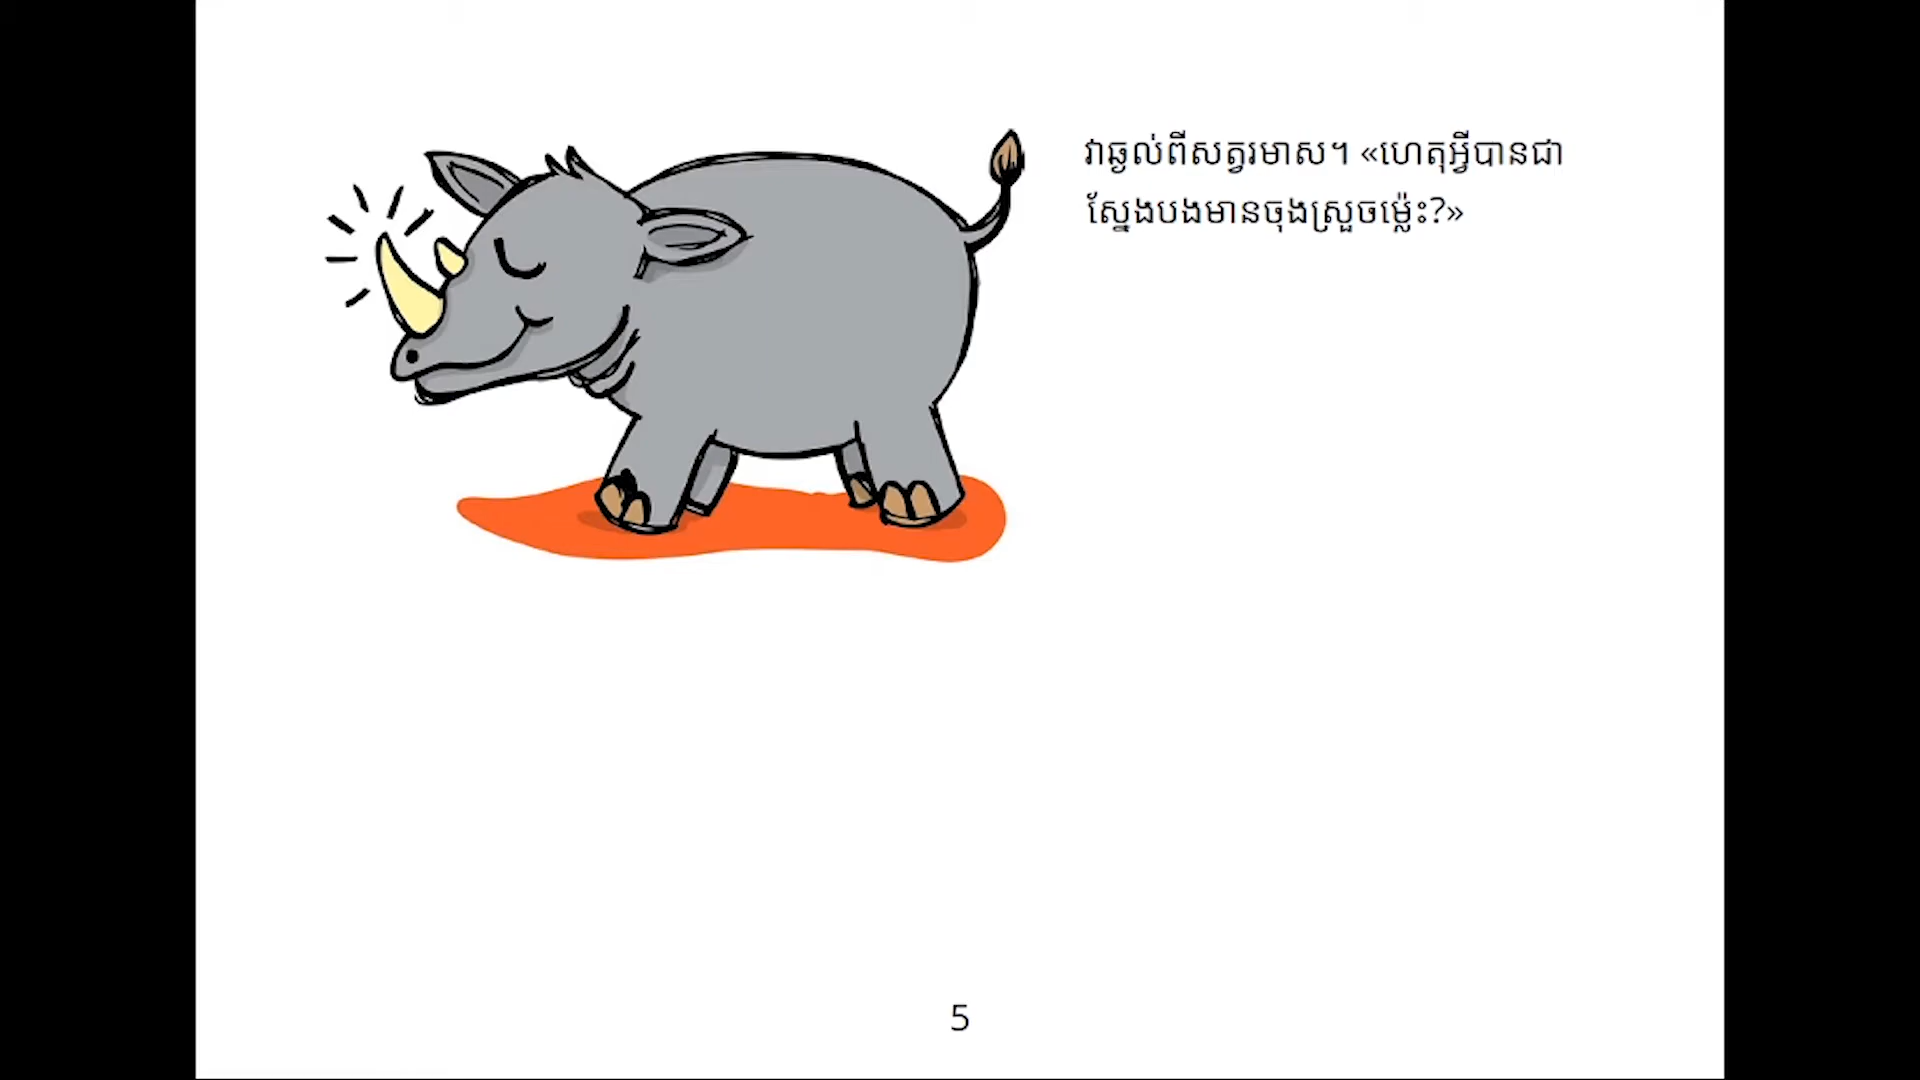 វាឆ្ងល់ពីសត្វរមាស។ «ហេតុអ្វីបានជា
ស្នែងបងមានចុងស្រួចម្ល៉េះ?»
5